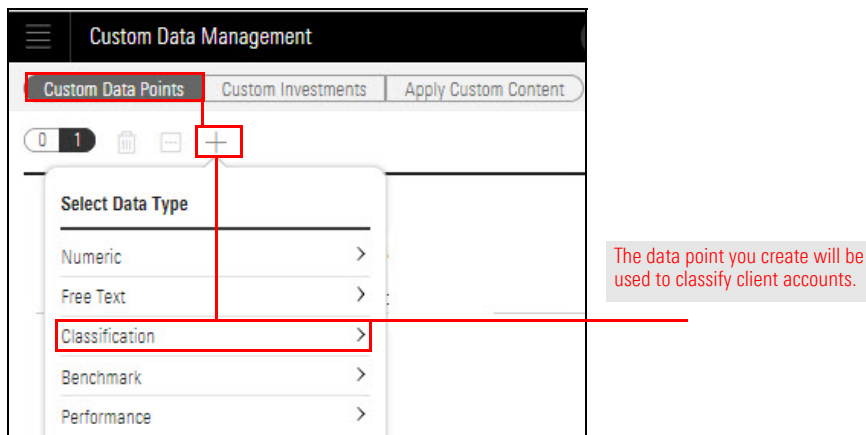 Custom Data Management
Custom Data Points Custom Investments Apply Custom Content
0 1
Select Data Type
Numeric
Free Text
Classification
Benchmark
Performance
The data point you create will be
used to classify client accounts.